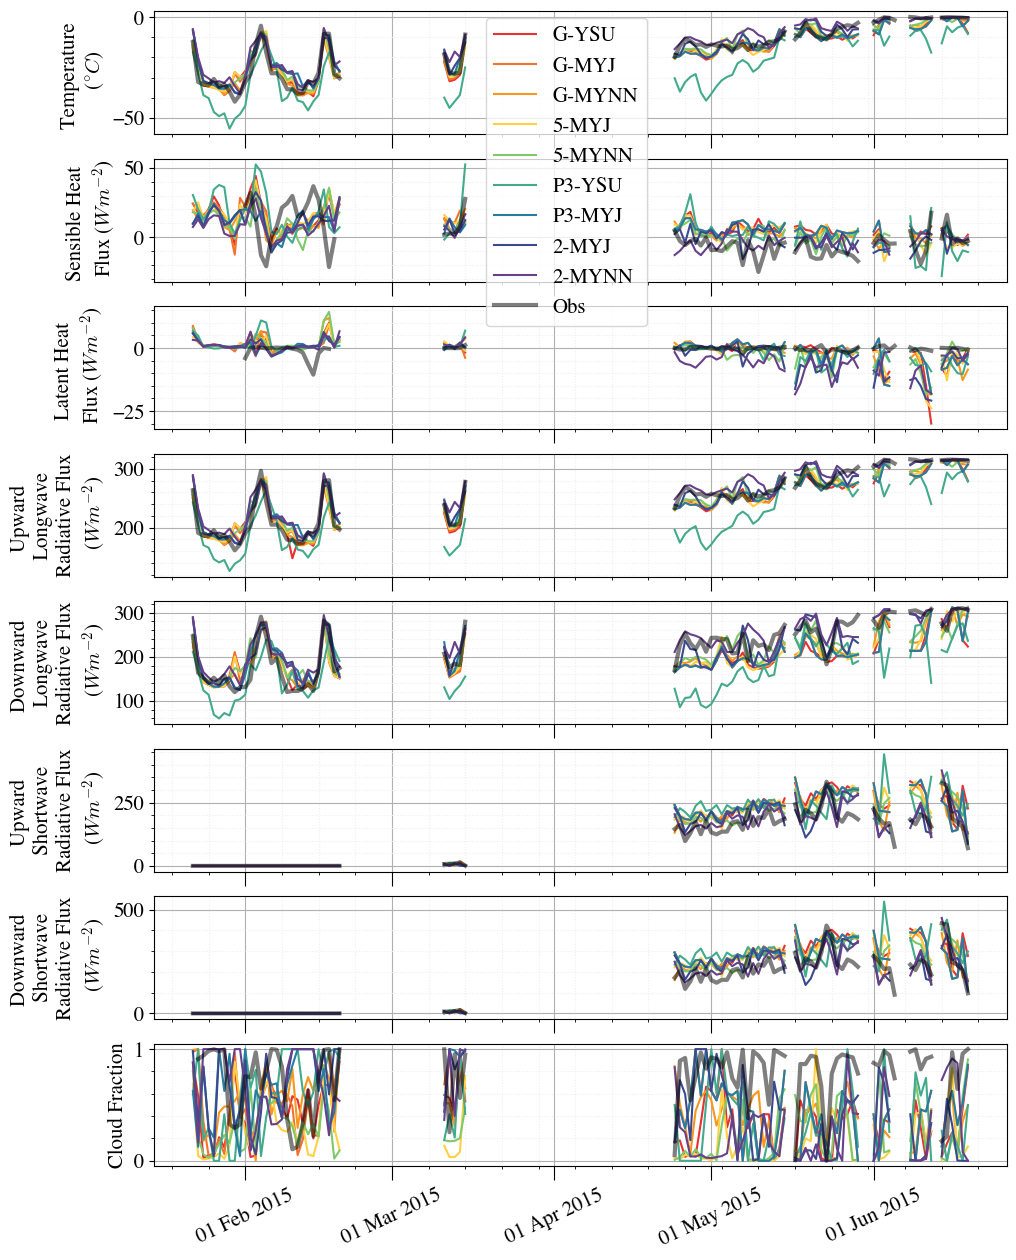 Temperature
(°C)
0
−50
G-YSU
G-MYJ
G-MYNN
5-MYJ
5-MYNN
P3-YSU
P3-MYJ
2-MYJ
2-MYNN
Obs
Sensible Heat
Flux (Wm⁻²)
50
0
Latent Heat
Flux (Wm⁻²)
0
−25
Upward
Longwave
Radiative Flux
(Wm⁻²)
300
200
Downward
Longwave
Radiative Flux
(Wm⁻²)
300
200
100
Upward
Shortwave
Radiative Flux
(Wm⁻²)
250
0
Downward
Shortwave
Radiative Flux
(Wm⁻²)
500
0
Cloud Fraction
1
0
01 Feb 2015
01 Mar 2015
01 Apr 2015
01 May 2015
01 Jun 2015